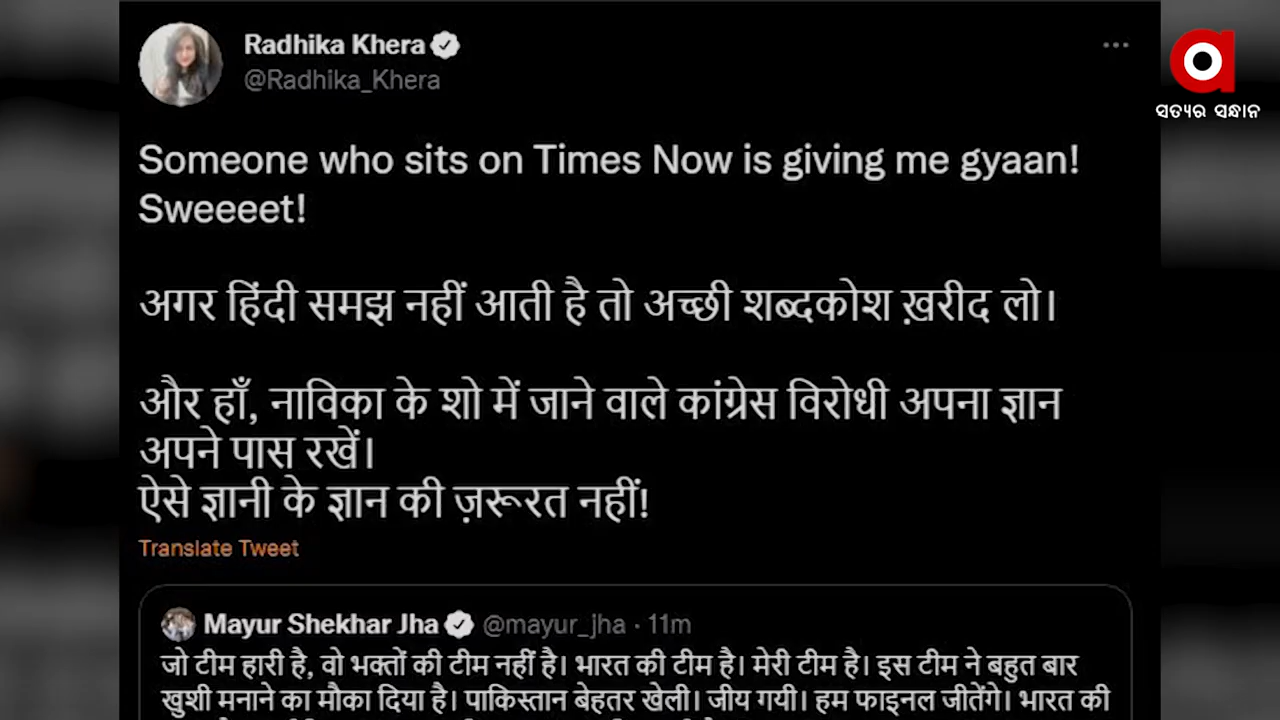 Radhika Khera
@Radhika_Khera
ସତ୍ୟର ସନ୍ଧାନ
Someone who sits on Times Now is giving me gyaan!
Sweeeet!
अगर हिंदी समझ नहीं आती है तो अच्छी शब्दकोश ख़रीद लो।
और हाँ, नाविका के शो में जाने वाले कांग्रेस विरोधी अपना ज्ञान
अपने पास रखें।
ऐसे ज्ञानी के ज्ञान की ज़रूरत नहीं!
Translate Tweet
Mayur Shekhar Jha @mayur_jha · 11m
जो टीम हारी है, वो भक्तों की टीम नहीं है। भारत की टीम है। मेरी टीम है। इस टीम ने बहुत बार
खुशी मनाने का मौका दिया है। पाकिस्तान बेहतर खेली। जीय गयी। हम फाइनल जीतेंगे। भारत की